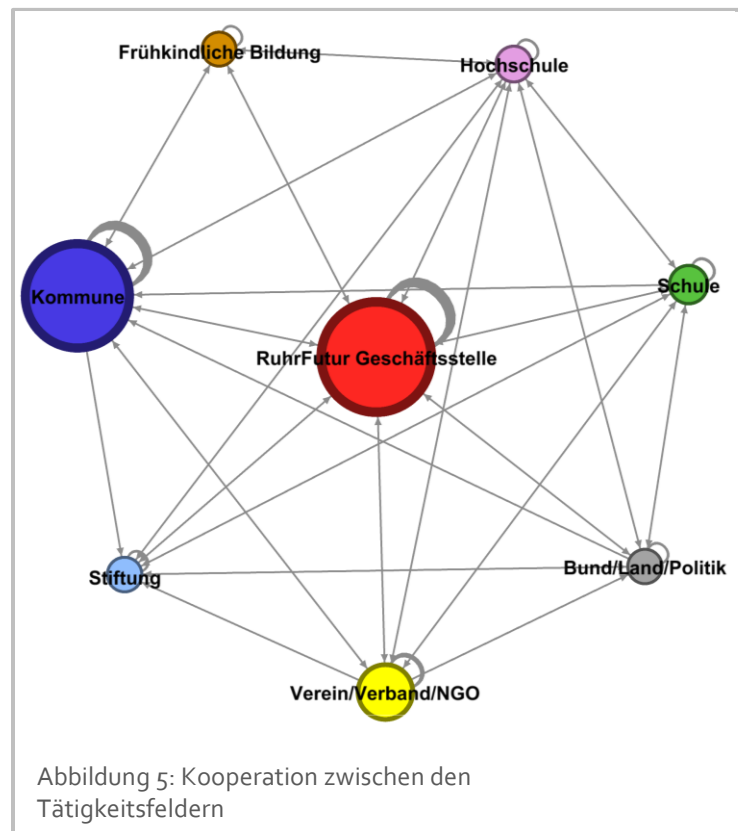 Frühkindliche Bildung
Hochschule
Kommune
Schule
RuhrFutur Geschäftsstelle
Stiftung
Bund/Land/Politik
Verein/Verband/NGO
Abbildung 5: Kooperation zwischen den
Tätigkeitsfeldern